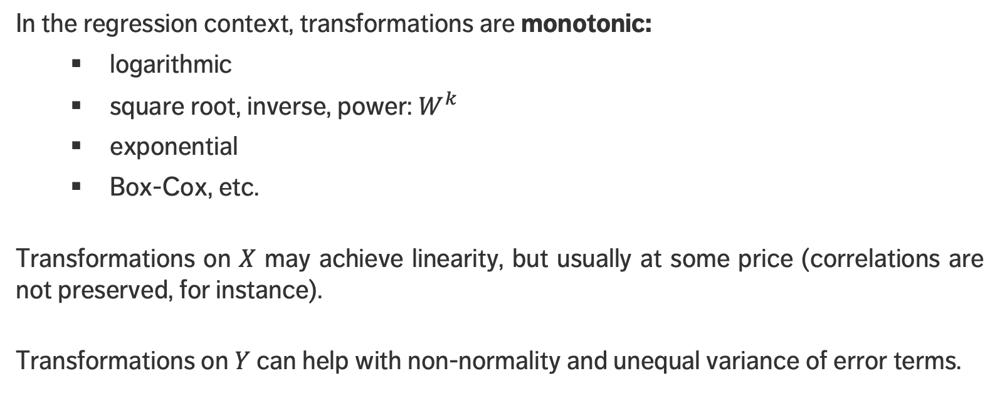 In the regression context, transformations are monotonic:
▪ logarithmic
▪ square root, inverse, power: W^k
▪ exponential
▪ Box-Cox, etc.
Transformations on X may achieve linearity, but usually at some price (correlations are
not preserved, for instance).
Transformations on Y can help with non-normality and unequal variance of error terms.